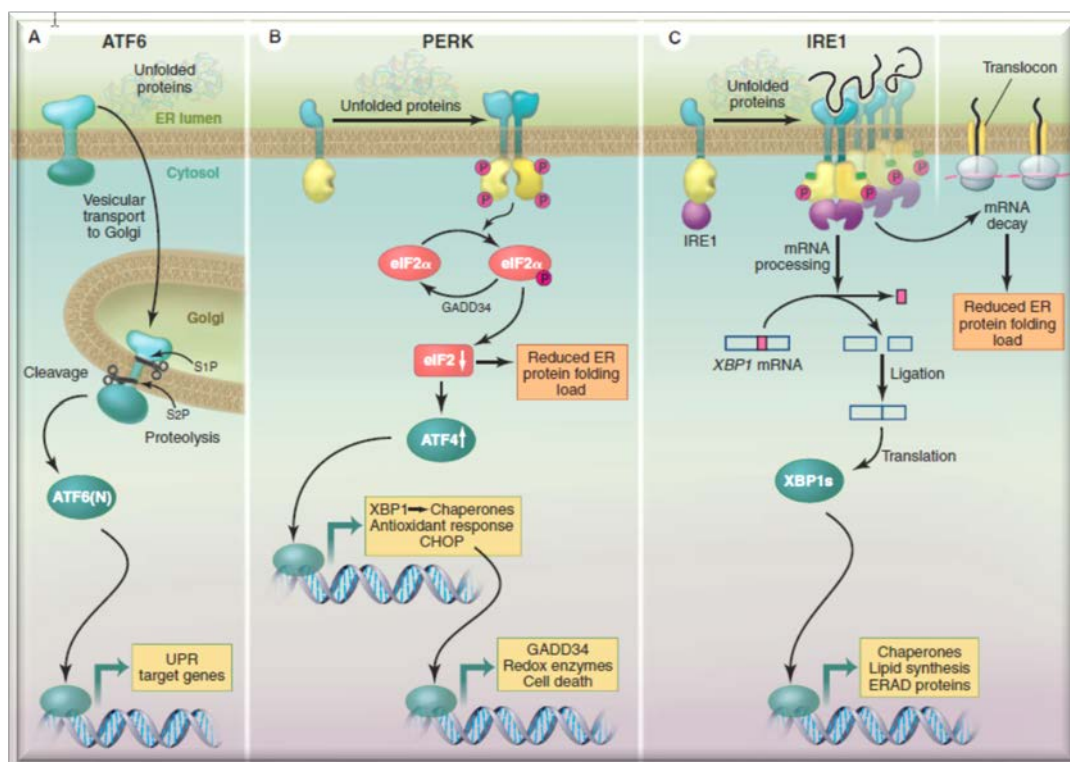 A
ATF6
Unfolded
proteins
ER lumen
Cytosol
Vesicular
transport
to Golgi
Golgi
S1P
Cleavage
S2P
Proteolysis
ATF6(N)
UPR
target genes
B
PERK
Unfolded proteins
P
P
P
P
eIF2α
eIF2α
P
GADD34
eIF2
Reduced ER
protein folding
load
ATF4
XBP1 → Chaperones
Antioxidant response
CHOP
GADD34
Redox enzymes
Cell death
C
IRE1
Unfolded
proteins
Translocon
P
P
P
P
IRE1
mRNA
decay
mRNA
processing
Reduced ER
protein folding
load
XBP1 mRNA
Ligation
Translation
XBP1s
Chaperones
Lipid synthesis
ERAD proteins